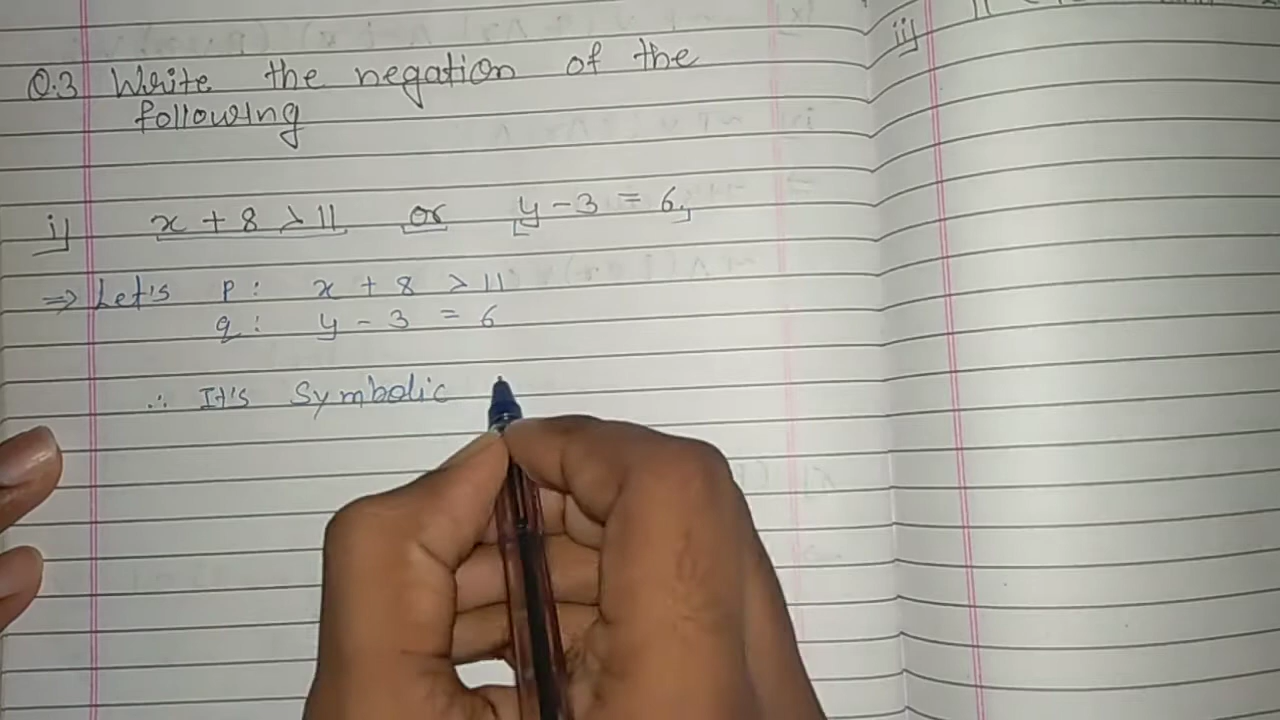 Q.3 Write the negation of the
following
i) x + 8 > 11 or y - 3 = 6,
⇒ Let's p : x + 8 > 11
q : y - 3 = 6
∴ It's Symbolic
ii)